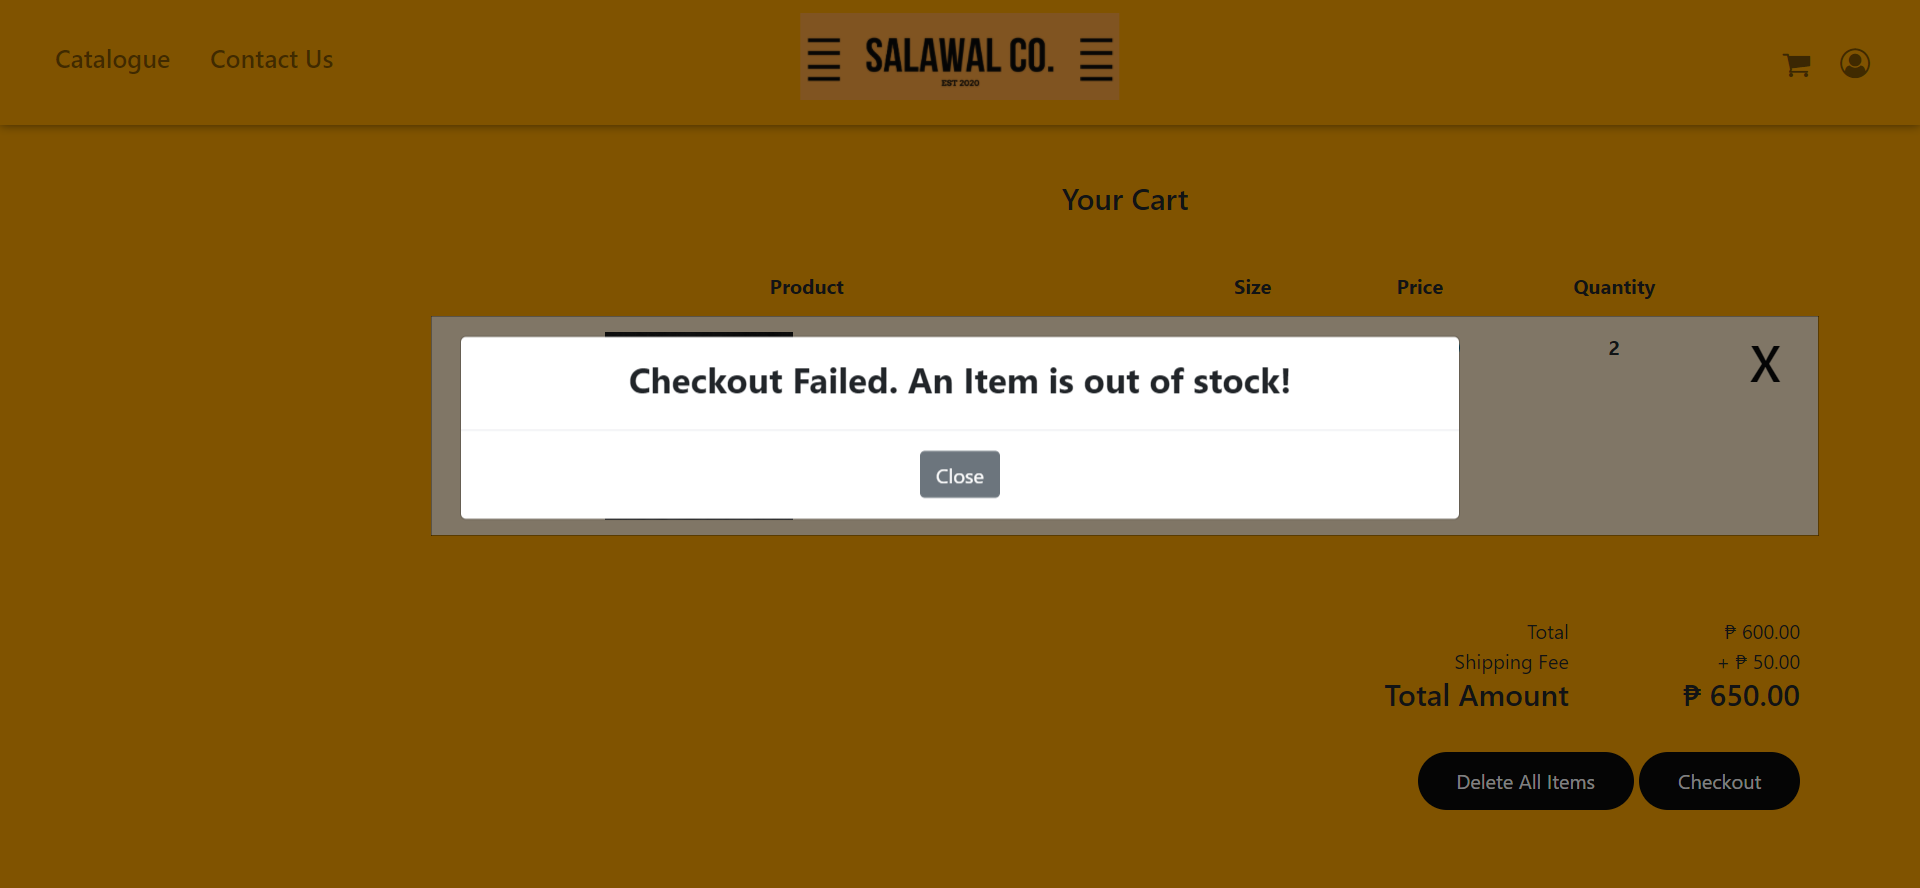 Catalogue Contact Us
SALAWAL CO.
EST 2020
Your Cart
Product Size Price Quantity
2 X
Checkout Failed. An Item is out of stock!
Close
Total ₱ 600.00
Shipping Fee + ₱ 50.00
Total Amount ₱ 650.00
Delete All Items Checkout